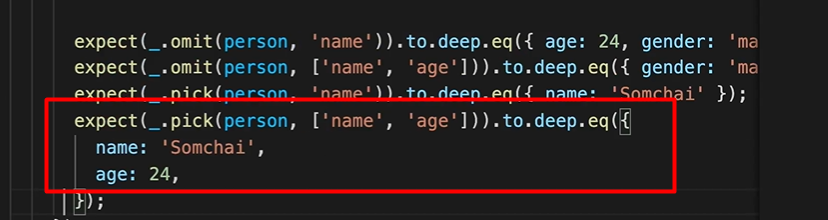 expect(_.omit(person, 'name')).to.deep.eq({ age: 24, gender: 'ma
expect(_.omit(person, ['name', 'age'])).to.deep.eq({ gender: 'ma
expect(_.pick(person, 'name')).to.deep.eq({ name: 'Somchai' });
expect(_.pick(person, ['name', 'age'])).to.deep.eq({
name: 'Somchai',
age: 24,
});